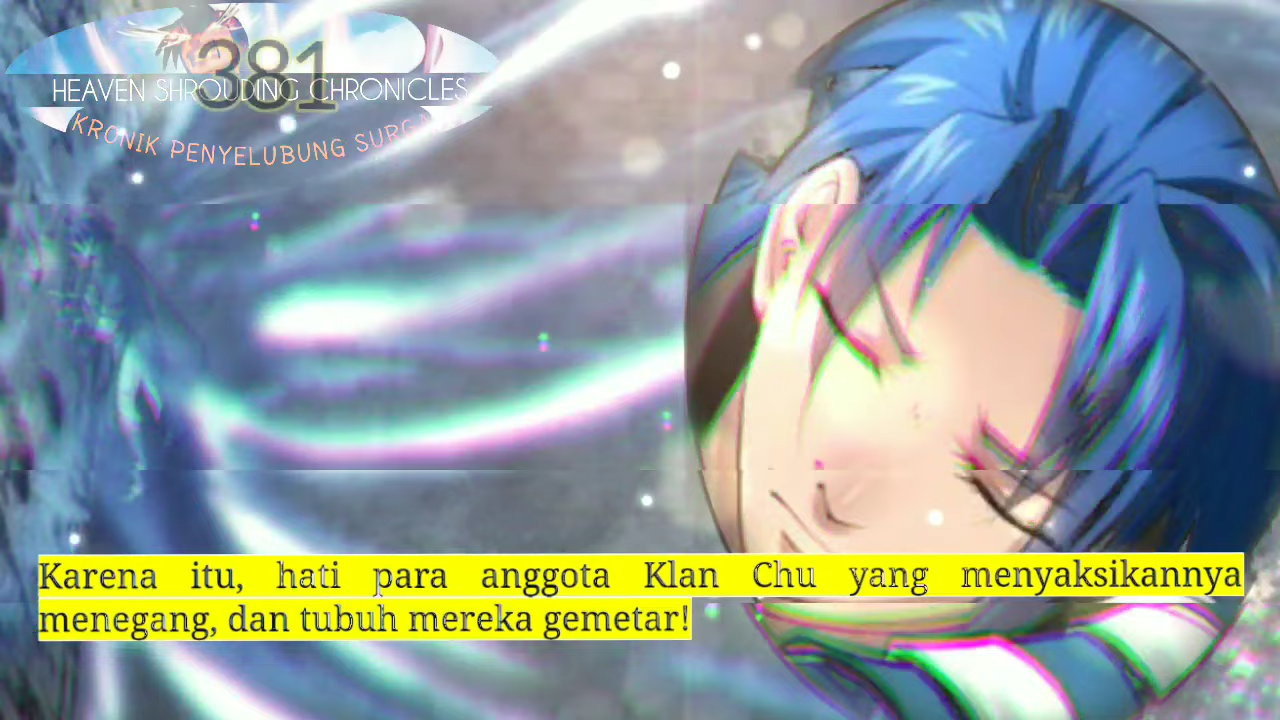 381
HEAVEN SHROUDING CHRONICLES
KRONIK PENYELUBUNG SURGA
Karena itu, hati para anggota Klan Chu yang menyaksikannya
menegang, dan tubuh mereka gemetar!